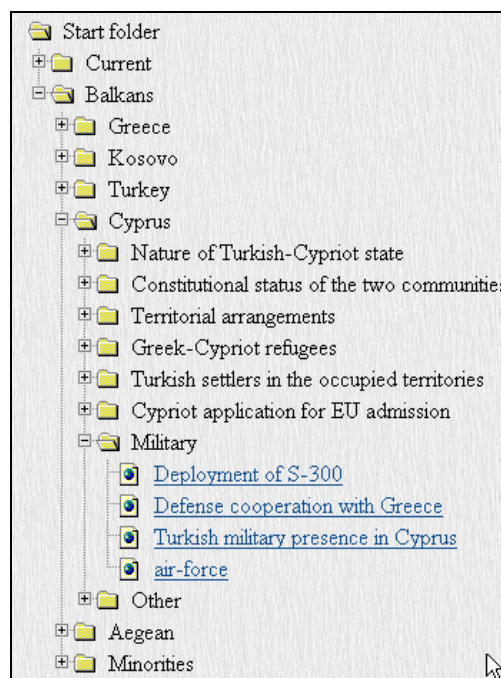 Start folder
Current
Balkans
Greece
Kosovo
Turkey
Cyprus
Nature of Turkish-Cypriot state
Constitutional status of the two communities
Territorial arrangements
Greek-Cypriot refugees
Turkish settlers in the occupied territories
Cypriot application for EU admission
Military
Deployment of S-300
Defense cooperation with Greece
Turkish military presence in Cyprus
air-force
Other
Aegean
Minorities